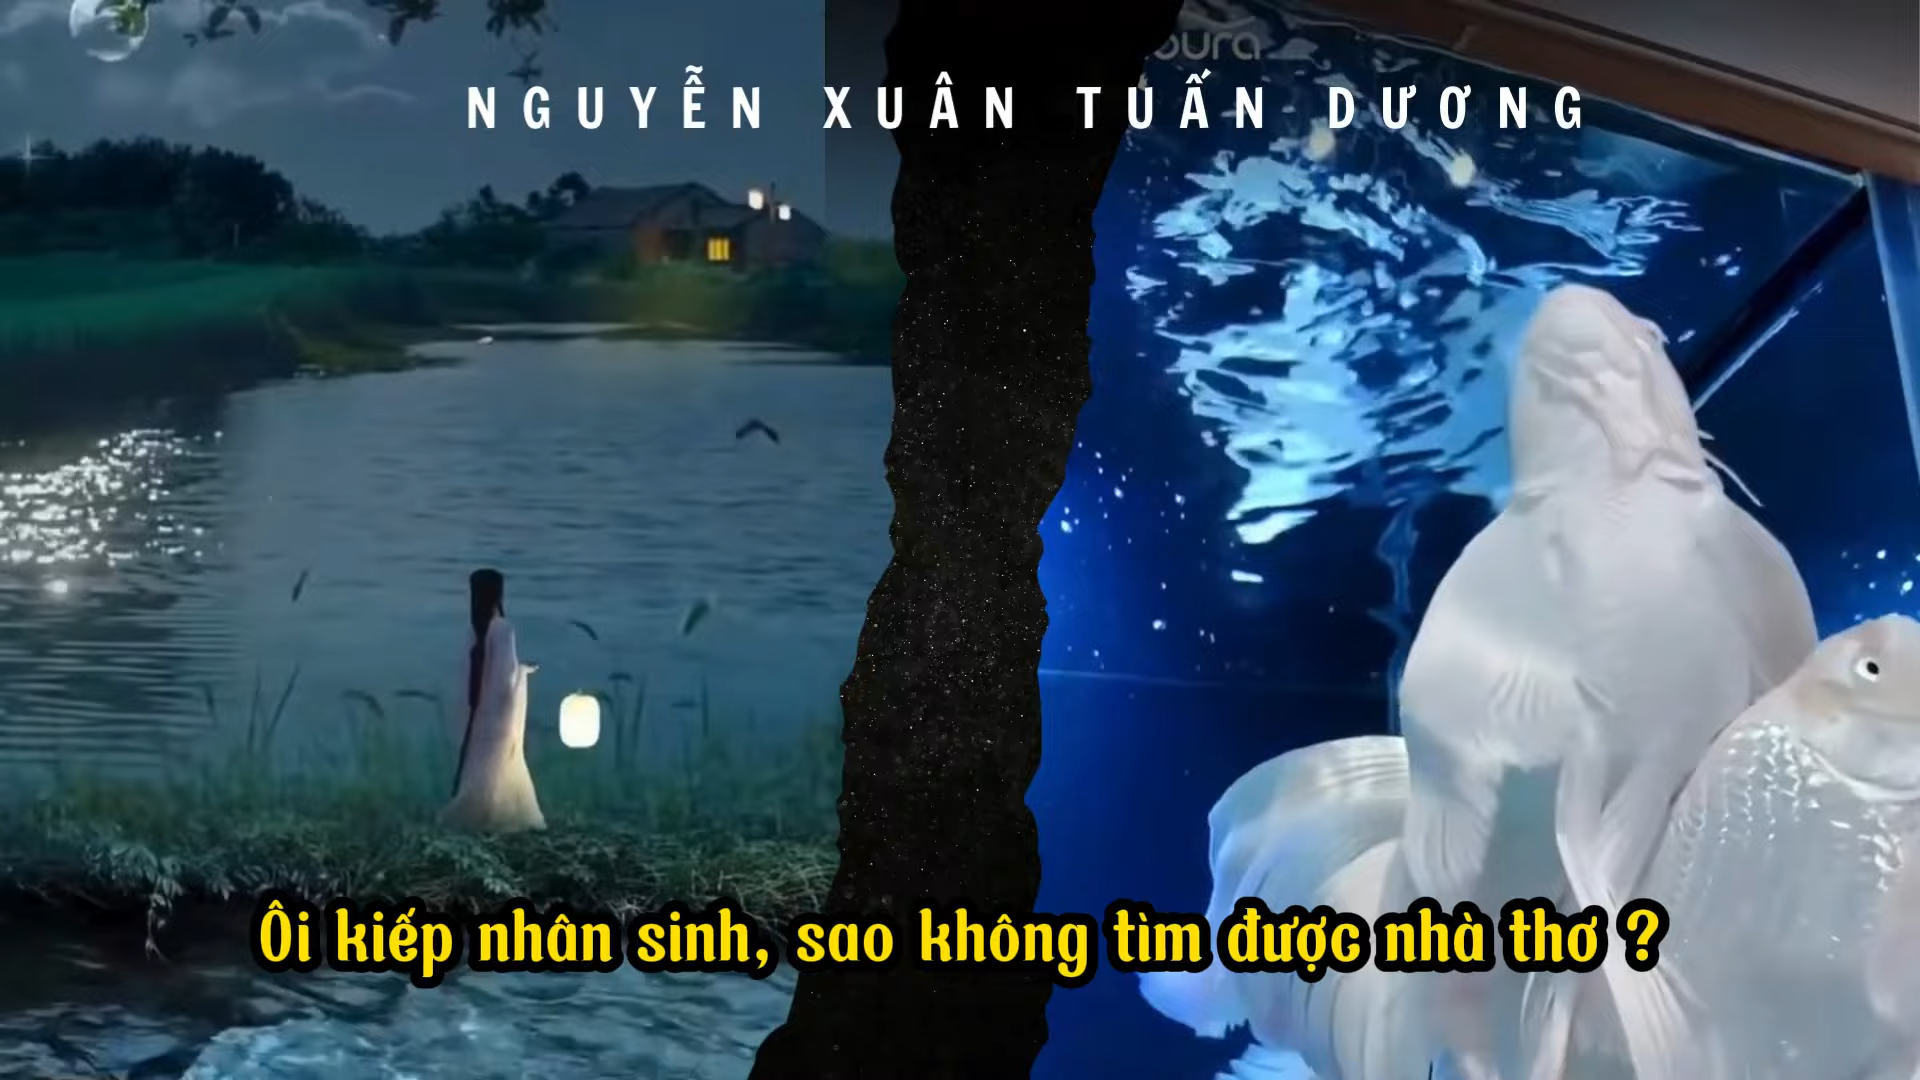 NGUYỄN XUÂN TUẤN DƯƠNG
Ôi kiếp nhân sinh, sao không tìm được nhà thơ ?